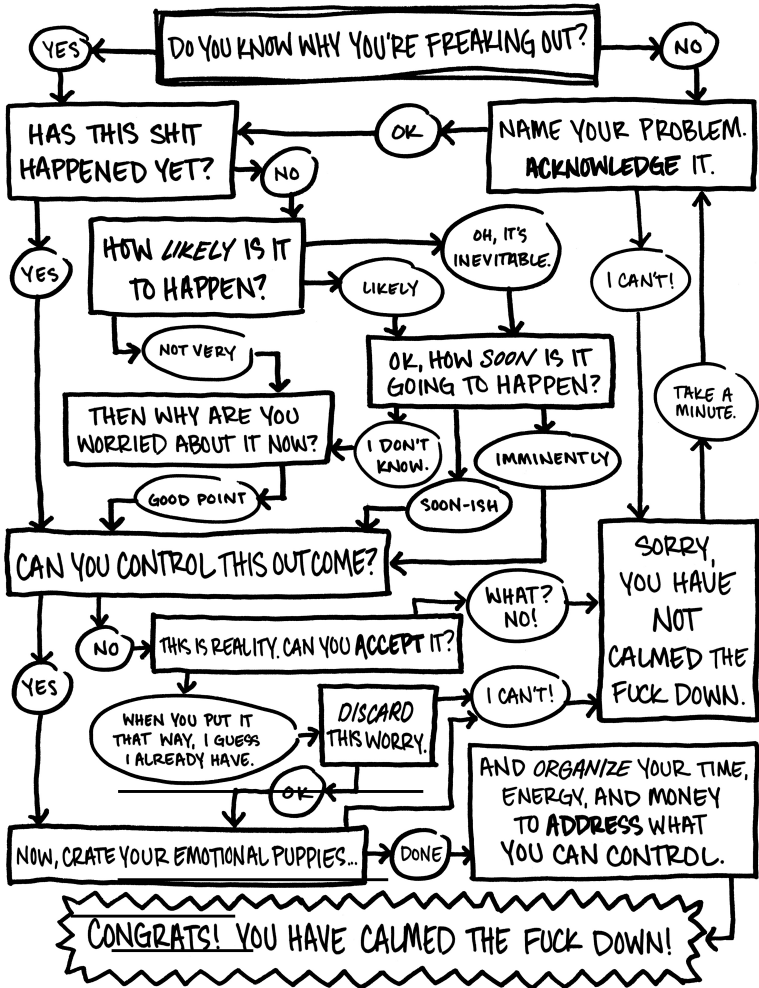 DO YOU KNOW WHY YOU'RE FREAKING OUT?
YES
NO
HAS THIS SHIT
HAPPENED YET?
OK
NAME YOUR PROBLEM.
ACKNOWLEDGE IT.
NO
YES
HOW LIKELY IS IT
TO HAPPEN?
OH, IT'S
INEVITABLE.
I CAN'T!
LIKELY
NOT VERY
OK, HOW SOON IS IT
GOING TO HAPPEN?
TAKE A
MINUTE.
THEN WHY ARE YOU
WORRIED ABOUT IT NOW?
I DON'T
KNOW.
IMMINENTLY
GOOD POINT
SOON-ISH
CAN YOU CONTROL THIS OUTCOME?
SORRY,
YOU HAVE
NOT
CALMED THE
FUCK DOWN.
WHAT?
NO!
NO
THIS IS REALITY. CAN YOU ACCEPT IT?
YES
I CAN'T!
WHEN YOU PUT IT
THAT WAY, I GUESS
I ALREADY HAVE.
DISCARD
THIS WORRY.
OK
AND ORGANIZE YOUR TIME,
ENERGY, AND MONEY
TO ADDRESS WHAT
YOU CAN CONTROL.
NOW, CRATE YOUR EMOTIONAL PUPPIES...
DONE
CONGRATS! YOU HAVE CALMED THE FUCK DOWN!